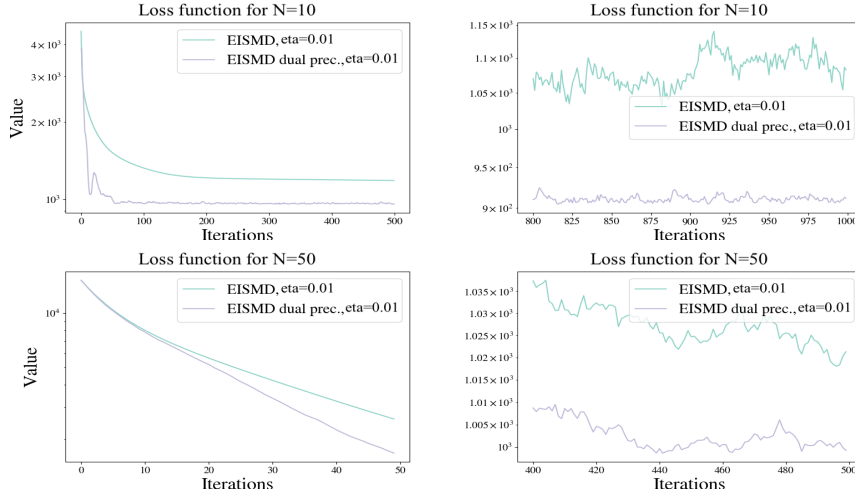 Loss function for N=10
4 × 10³
3 × 10³
2 × 10³
10³
Value
EISMD, eta=0.01
EISMD dual prec., eta=0.01
0 100 200 300 400 500
Iterations
Loss function for N=10
1.15 × 10³
1.1 × 10³
1.05 × 10³
10³
9.5 × 10²
9 × 10²
EISMD, eta=0.01
EISMD dual prec., eta=0.01
800 825 850 875 900 925 950 975 1000
Iterations
Loss function for N=50
10⁴
Value
EISMD, eta=0.01
EISMD dual prec., eta=0.01
0 10 20 30 40 50
Iterations
Loss function for N=50
1.035 × 10³
1.03 × 10³
1.025 × 10³
1.02 × 10³
1.015 × 10³
1.01 × 10³
1.005 × 10³
10³
EISMD, eta=0.01
EISMD dual prec., eta=0.01
400 420 440 460 480 500
Iterations